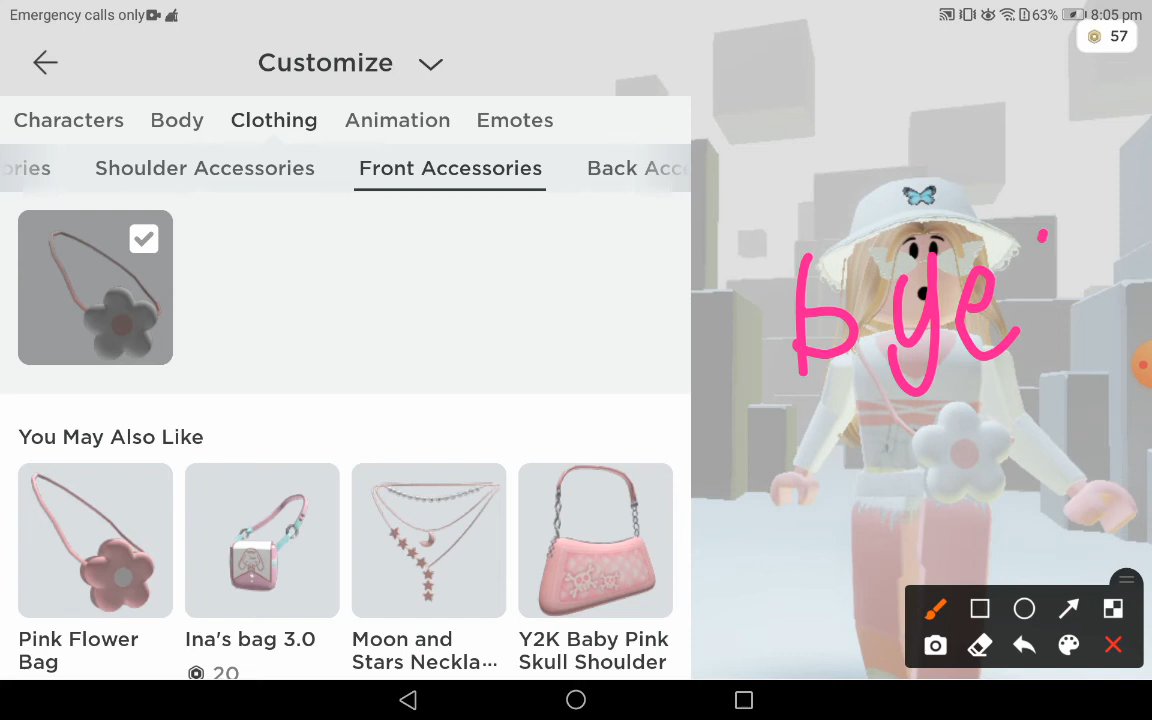 Emergency calls only 63% 8:05 pm
57
Customize
Characters Body Clothing Animation Emotes
ories Shoulder Accessories Front Accessories Back Acce
bye
You May Also Like
Pink Flower Bag
Ina's bag 3.0
20
Moon and Stars Neckla...
Y2K Baby Pink Skull Shoulder